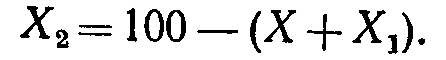 X₂ = 100 — (X + X₁).